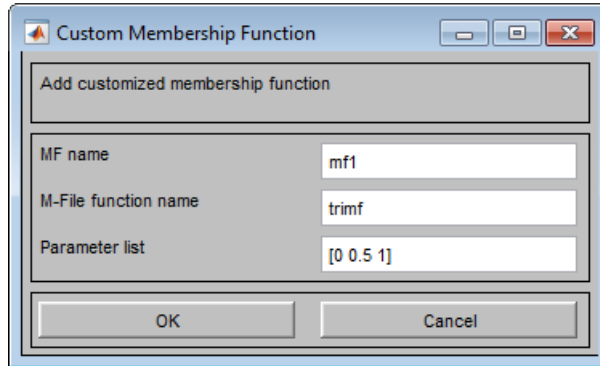 Custom Membership Function
Add customized membership function
MF name
mf1
M-File function name
trimf
Parameter list
[0 0.5 1]
OK
Cancel